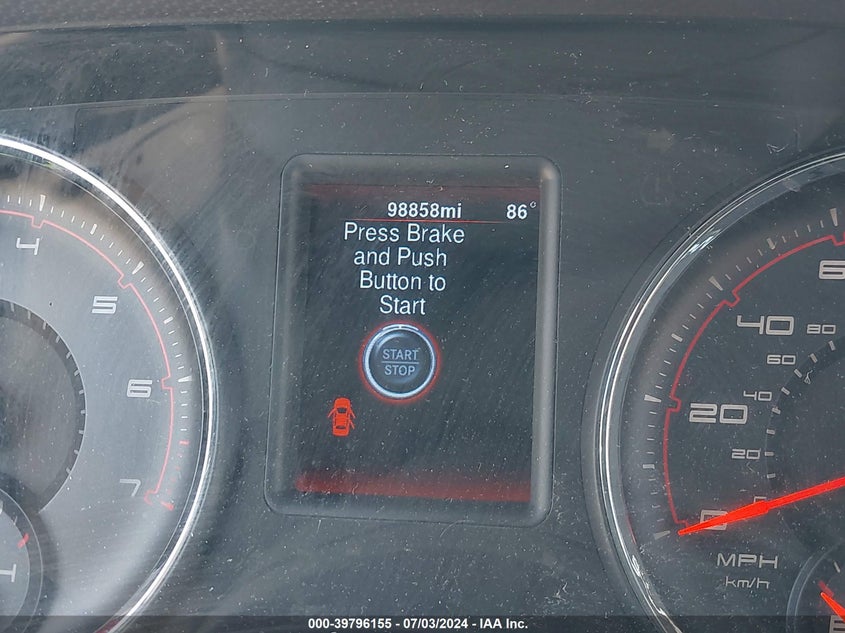 98858mi 86°
Press Brake
and Push
Button to
Start
START
STOP
4
5
6
7
H
40 80
60
40
20
20
0
MPH
km/h
000-39796155 - 07/03/2024 - IAA Inc.